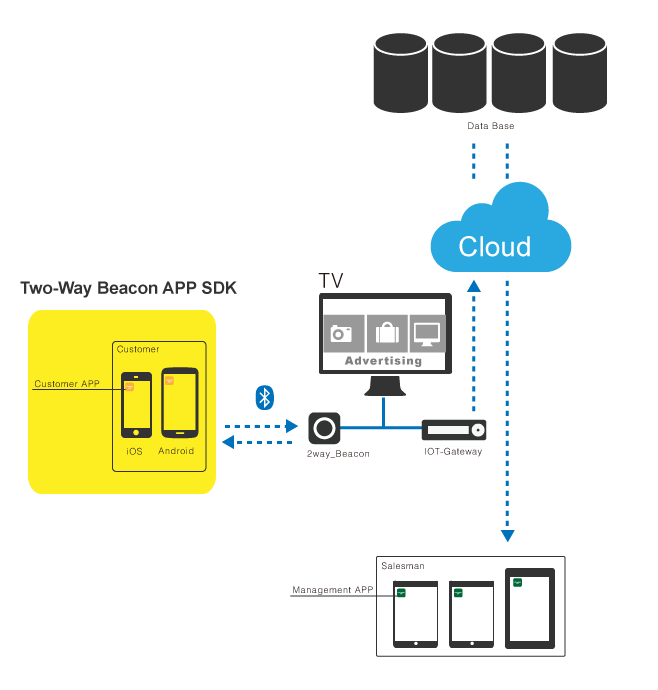 Data Base
Cloud
Two-Way Beacon APP SDK
TV
Advertising
Customer
Customer APP
iOS
Android
2way_Beacon
IOT-Gateway
Salesman
Management APP